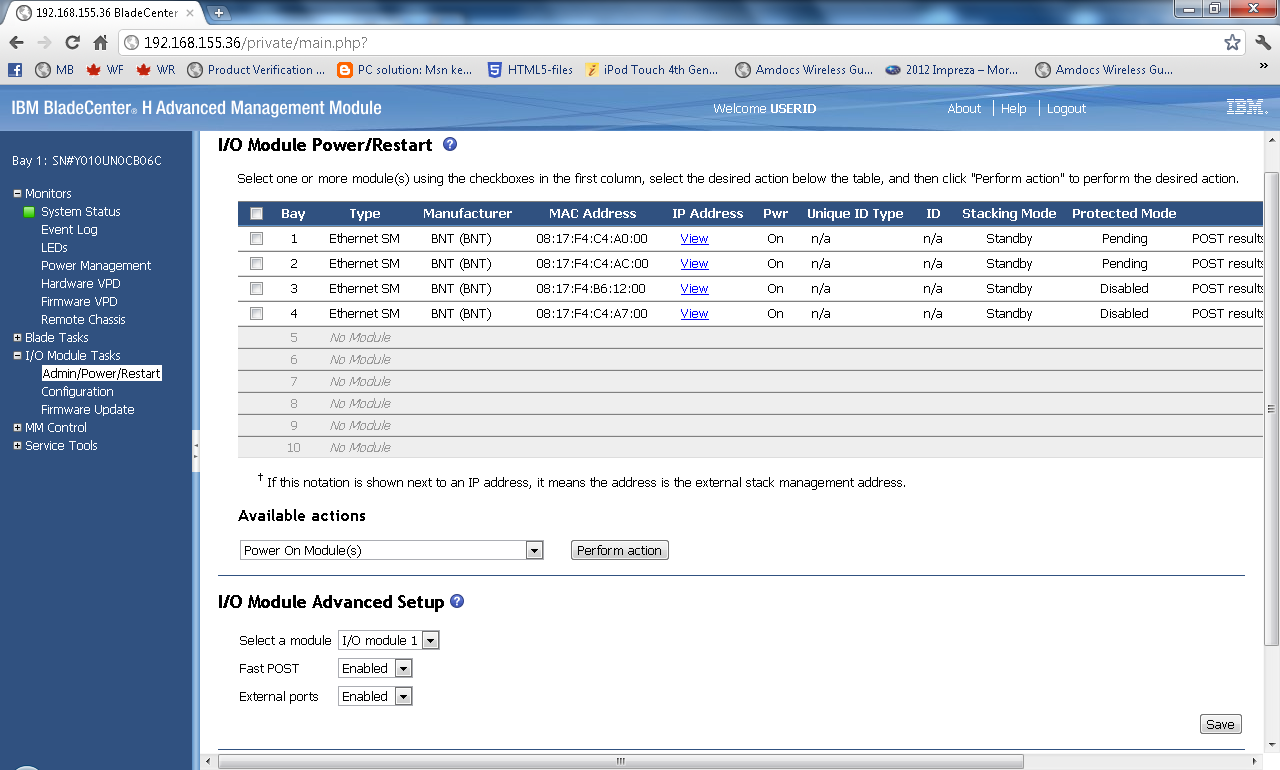 192.168.155.36 BladeCenter
192.168.155.36/private/main.php?
MB WF WR Product Verification ... PC solution: Msn ke... HTML5-files iPod Touch 4th Gen... Amdocs Wireless Gu... 2012 Impreza – Mor... Amdocs Wireless Gu... »
IBM BladeCenter® H Advanced Management Module Welcome USERID About Help Logout IBM.
Bay 1: SN#Y010UN0CB06C
Monitors
System Status
Event Log
LEDs
Power Management
Hardware VPD
Firmware VPD
Remote Chassis
Blade Tasks
I/O Module Tasks
Admin/Power/Restart
Configuration
Firmware Update
MM Control
Service Tools
I/O Module Power/Restart ?
Select one or more module(s) using the checkboxes in the first column, select the desired action below the table, and then click "Perform action" to perform the desired action.
Bay Type Manufacturer MAC Address IP Address Pwr Unique ID Type ID Stacking Mode Protected Mode
1 Ethernet SM BNT (BNT) 08:17:F4:C4:A0:00 View On n/a n/a Standby Pending POST results
2 Ethernet SM BNT (BNT) 08:17:F4:C4:AC:00 View On n/a n/a Standby Pending POST results
3 Ethernet SM BNT (BNT) 08:17:F4:B6:12:00 View On n/a n/a Standby Disabled POST results
4 Ethernet SM BNT (BNT) 08:17:F4:C4:A7:00 View On n/a n/a Standby Disabled POST results
5 No Module
6 No Module
7 No Module
8 No Module
9 No Module
10 No Module
† If this notation is shown next to an IP address, it means the address is the external stack management address.
Available actions
Power On Module(s) Perform action
I/O Module Advanced Setup ?
Select a module I/O module 1
Fast POST Enabled
External ports Enabled
Save